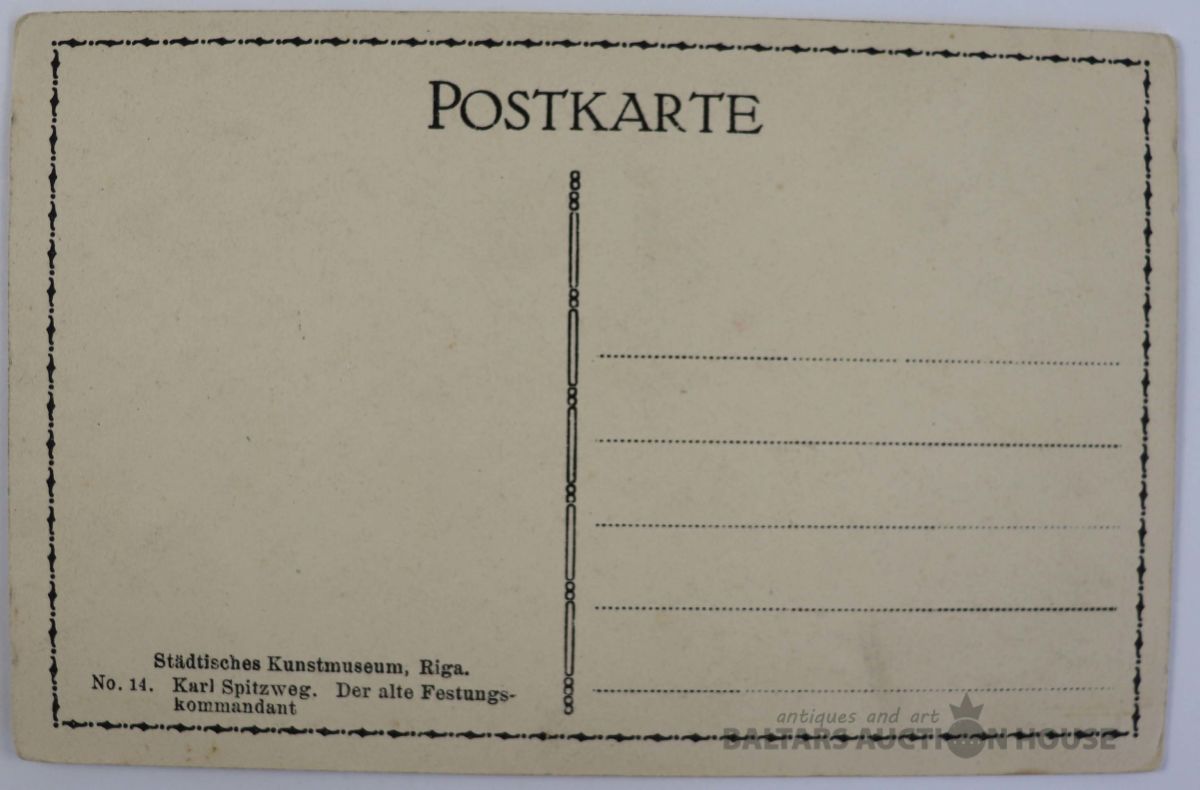 POSTKARTE
Städtisches Kunstmuseum, Riga.
No. 14. Karl Spitzweg. Der alte Festungs-
kommandant
antiques and art
BALTARS AUCTION HOUSE